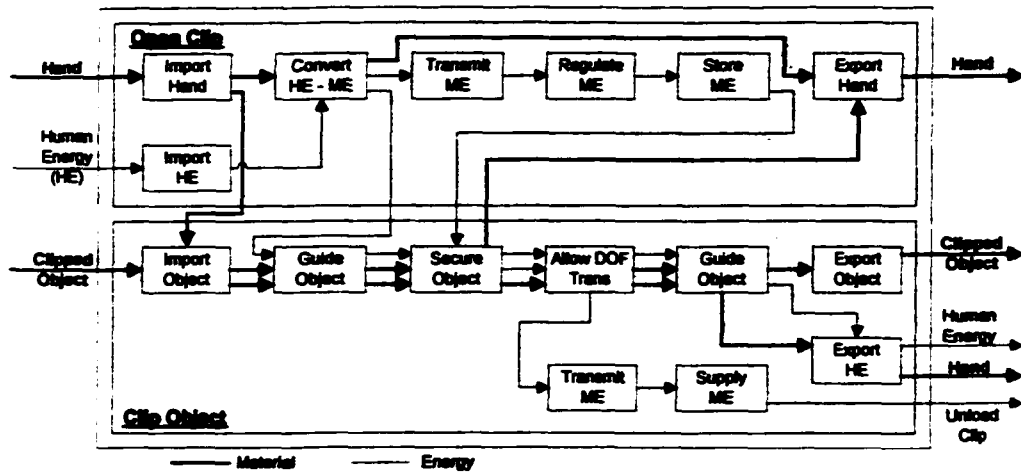 Open Clip
Hand
Import
Hand
Convert
HE - ME
Transmit
ME
Regulate
ME
Store
ME
Export
Hand
Hand
Human
Energy
(HE)
Import
HE
Clipped
Object
Import
Object
Guide
Object
Secure
Object
Allow DOF
Trans
Guide
Object
Export
Object
Clipped
Object
Export
HE
Human
Energy
Hand
Transmit
ME
Supply
ME
Unload
Clip
Clip Object
Material
Energy